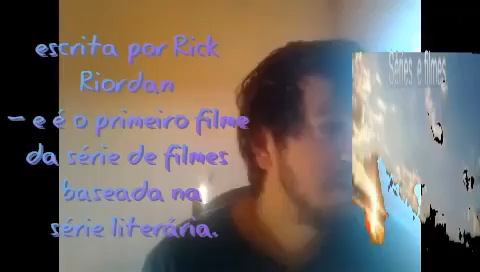 escrita por Rick
Riordan
- e é o primeiro filme
da série de filmes
baseada na
série literária.
Séries e filmes